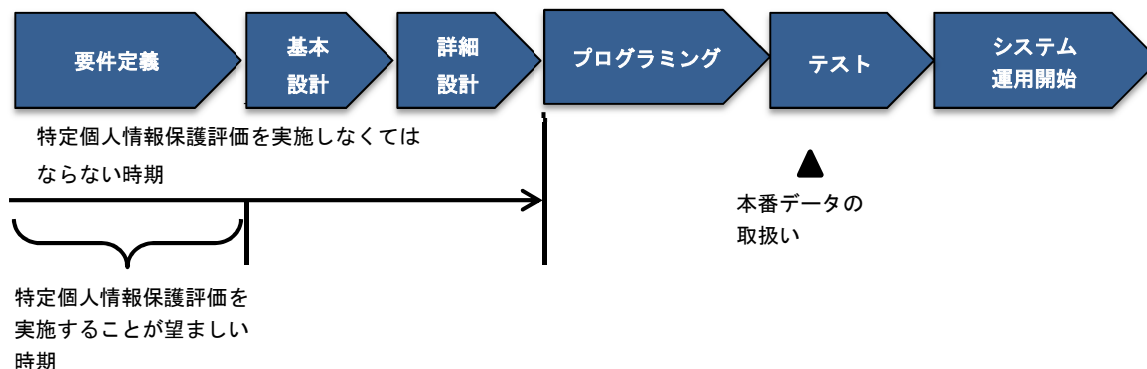 要件定義
基本
設計
詳細
設計
プログラミング
テスト
システム
運用開始
特定個人情報保護評価を実施しなくては
ならない時期
本番データの
取扱い
特定個人情報保護評価を
実施することが望ましい
時期